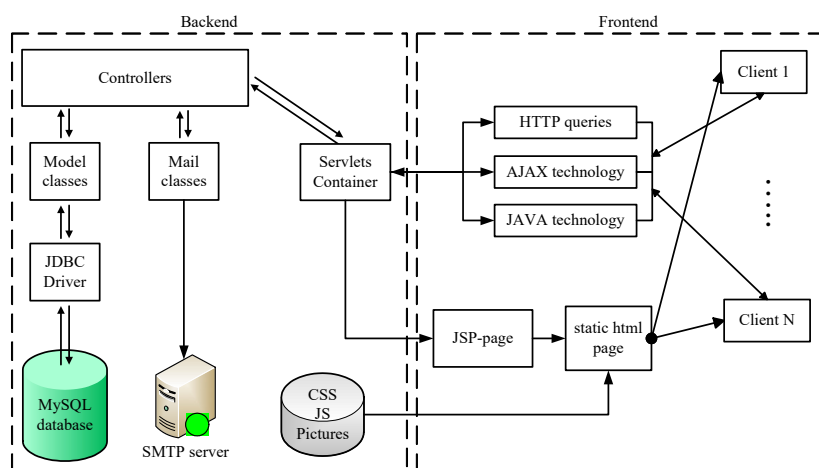 Backend
Frontend
Controllers
Client 1
HTTP queries
Model
classes
Mail
classes
Servlets
Container
AJAX technology
JAVA technology
JDBC
Driver
Client N
JSP-page
static html
page
MySQL
database
SMTP server
CSS
JS
Pictures